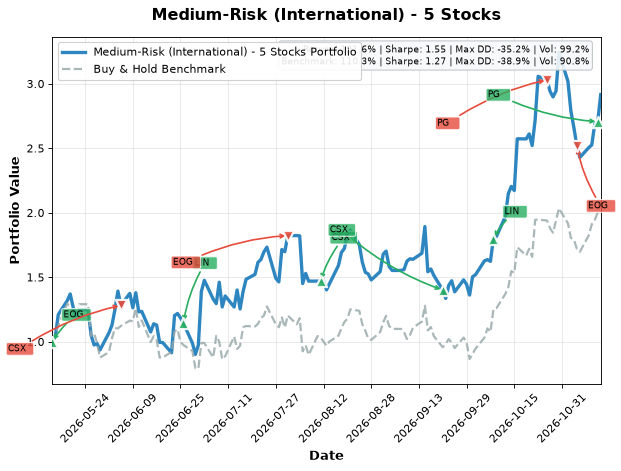 Medium-Risk (International) - 5 Stocks
Medium-Risk (International) - 5 Stocks Portfolio
6% | Sharpe: 1.55 | Max DD: -35.2% | Vol: 99.2%
Buy & Hold Benchmark
3% | Sharpe: 1.27 | Max DD: -38.9% | Vol: 90.8%
Portfolio Value
3.0
2.5
2.0
1.5
1.0
PG
PG
EOG
LIN
CSX
CSX
EOG
N
EOG
CSX
2026-05-24
2026-06-09
2026-06-25
2026-07-11
2026-07-27
2026-08-12
2026-08-28
2026-09-13
2026-09-29
2026-10-15
2026-10-31
Date